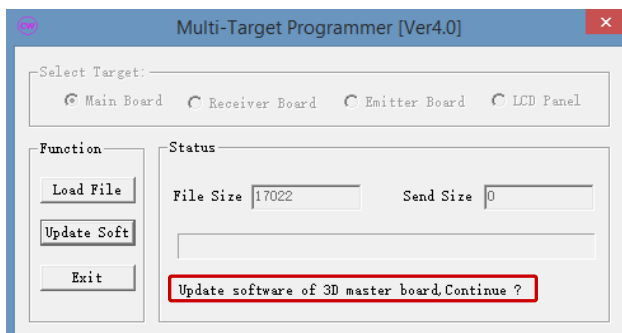 CW
Multi-Target Programmer [Ver4.0]
Select Target:
Main Board Receiver Board Emitter Board LCD Panel
Function
Status
Load File
File Size 17022 Send Size 0
Update Soft
Exit
Update software of 3D master board,Continue ?